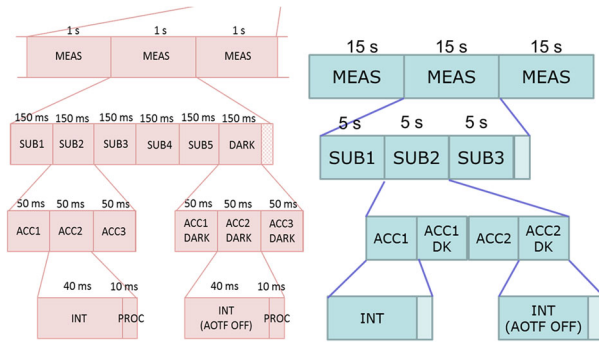 1 s 1 s 1 s
MEAS MEAS MEAS
150 ms 150 ms 150 ms 150 ms 150 ms 150 ms
SUB1 SUB2 SUB3 SUB4 SUB5 DARK
50 ms 50 ms 50 ms 50 ms 50 ms 50 ms
ACC1 ACC2 ACC3 ACC1 DARK ACC2 DARK ACC3 DARK
40 ms 10 ms 40 ms 10 ms
INT PROC INT (AOTF OFF) PROC
15 s 15 s 15 s
MEAS MEAS MEAS
5 s 5 s 5 s
SUB1 SUB2 SUB3
ACC1 ACC1 DK ACC2 ACC2 DK
INT INT (AOTF OFF)